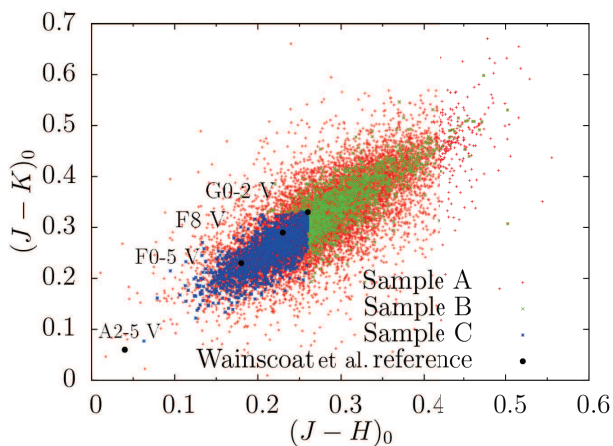 0.7
0.6
0.5
0.4
0.3
0.2
0.1
0
(J − K)₀
G0-2 V
F8 V
F0-5 V
A2-5 V
Sample A
Sample B
Sample C
Wainscoat et al. reference
0 0.1 0.2 0.3 0.4 0.5 0.6
(J − H)₀